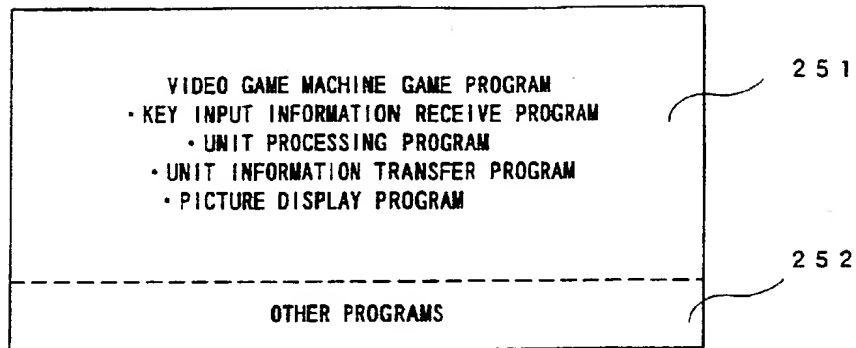 VIDEO GAME MACHINE GAME PROGRAM
251
・KEY INPUT INFORMATION RECEIVE PROGRAM
・UNIT PROCESSING PROGRAM
・UNIT INFORMATION TRANSFER PROGRAM
・PICTURE DISPLAY PROGRAM
252
OTHER PROGRAMS